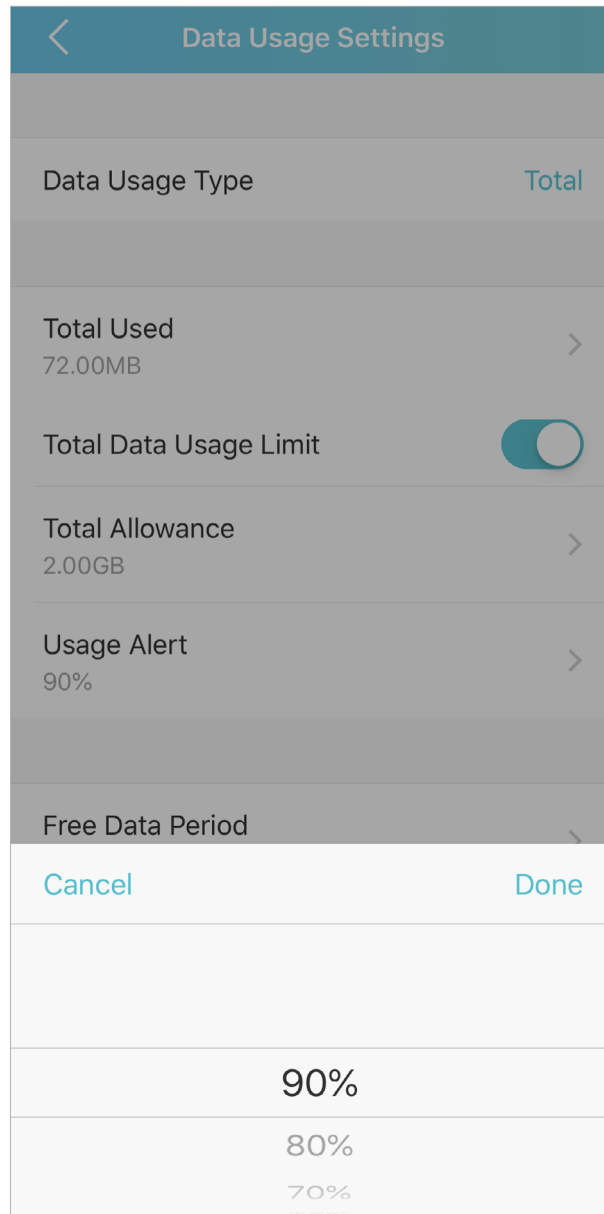 Data Usage Settings
Data Usage Type Total
Total Used
72.00MB
Total Data Usage Limit
Total Allowance
2.00GB
Usage Alert
90%
Free Data Period
Cancel Done
90%
80%
70%